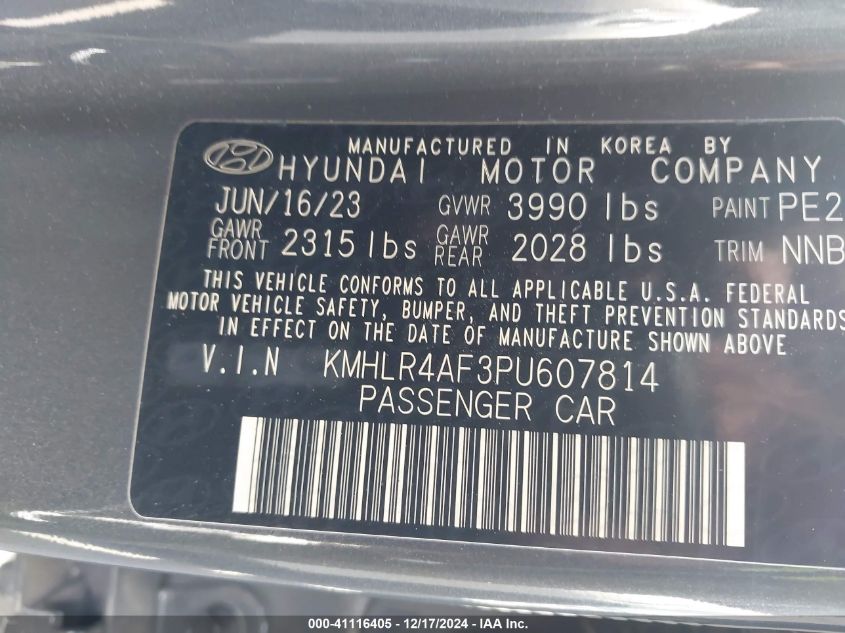 MANUFACTURED IN KOREA BY
HYUNDAI MOTOR COMPANY
JUN/16/23 GVWR 3990 lbs PAINT PE2
GAWR FRONT 2315 lbs GAWR REAR 2028 lbs TRIM NNB
THIS VEHICLE CONFORMS TO ALL APPLICABLE U.S.A. FEDERAL
MOTOR VEHICLE SAFETY, BUMPER, AND THEFT PREVENTION STANDARDS
IN EFFECT ON THE DATE OF MANUFACTURE SHOWN ABOVE
V.I.N KMHLR4AF3PU607814
PASSENGER CAR
000-41116405 - 12/17/2024 - IAA Inc.